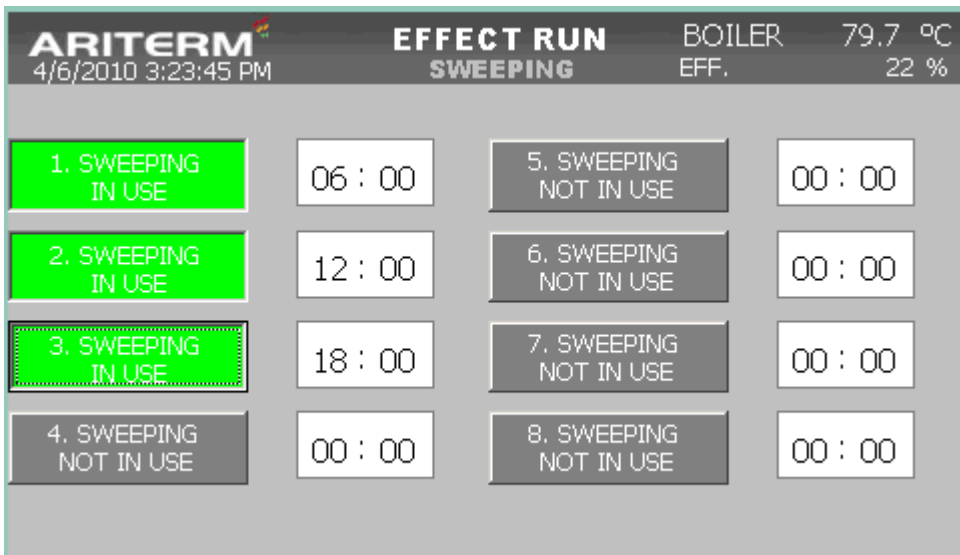 ARITERM
4/6/2010 3:23:45 PM
EFFECT RUN
SWEEPING
BOILER 79.7 ºC
EFF. 22 %
1. SWEEPING
IN USE
06 : 00
2. SWEEPING
IN USE
12 : 00
3. SWEEPING
IN USE
18 : 00
4. SWEEPING
NOT IN USE
00 : 00
5. SWEEPING
NOT IN USE
00 : 00
6. SWEEPING
NOT IN USE
00 : 00
7. SWEEPING
NOT IN USE
00 : 00
8. SWEEPING
NOT IN USE
00 : 00